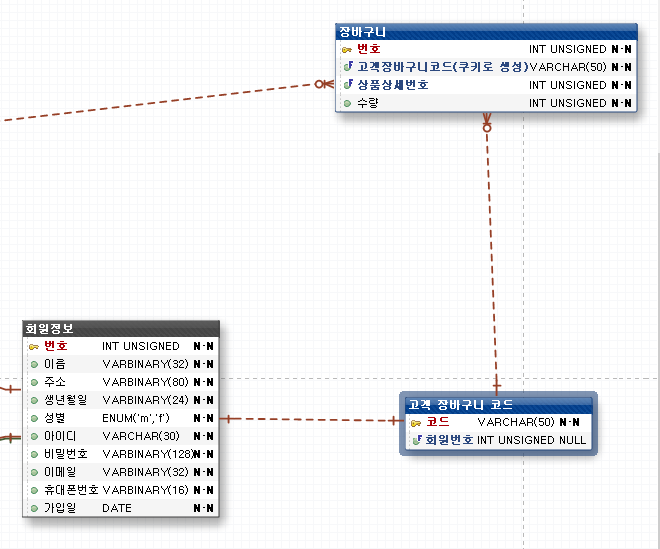 장바구니
번호 INT UNSIGNED N-N
고객장바구니코드(쿠키로 생성) VARCHAR(50) N-N
상품상세번호 INT UNSIGNED N-N
수량 INT UNSIGNED N-N
회원정보
번호 INT UNSIGNED N-N
이름 VARBINARY(32) N-N
주소 VARBINARY(80) N-N
생년월일 VARBINARY(24) N-N
성별 ENUM('m','f') N-N
아이디 VARCHAR(30) N-N
비밀번호 VARBINARY(128) N-N
이메일 VARBINARY(32) N-N
휴대폰번호 VARBINARY(16) N-N
가입일 DATE N-N
고객 장바구니 코드
코드 VARCHAR(50) N-N
회원번호 INT UNSIGNED NULL